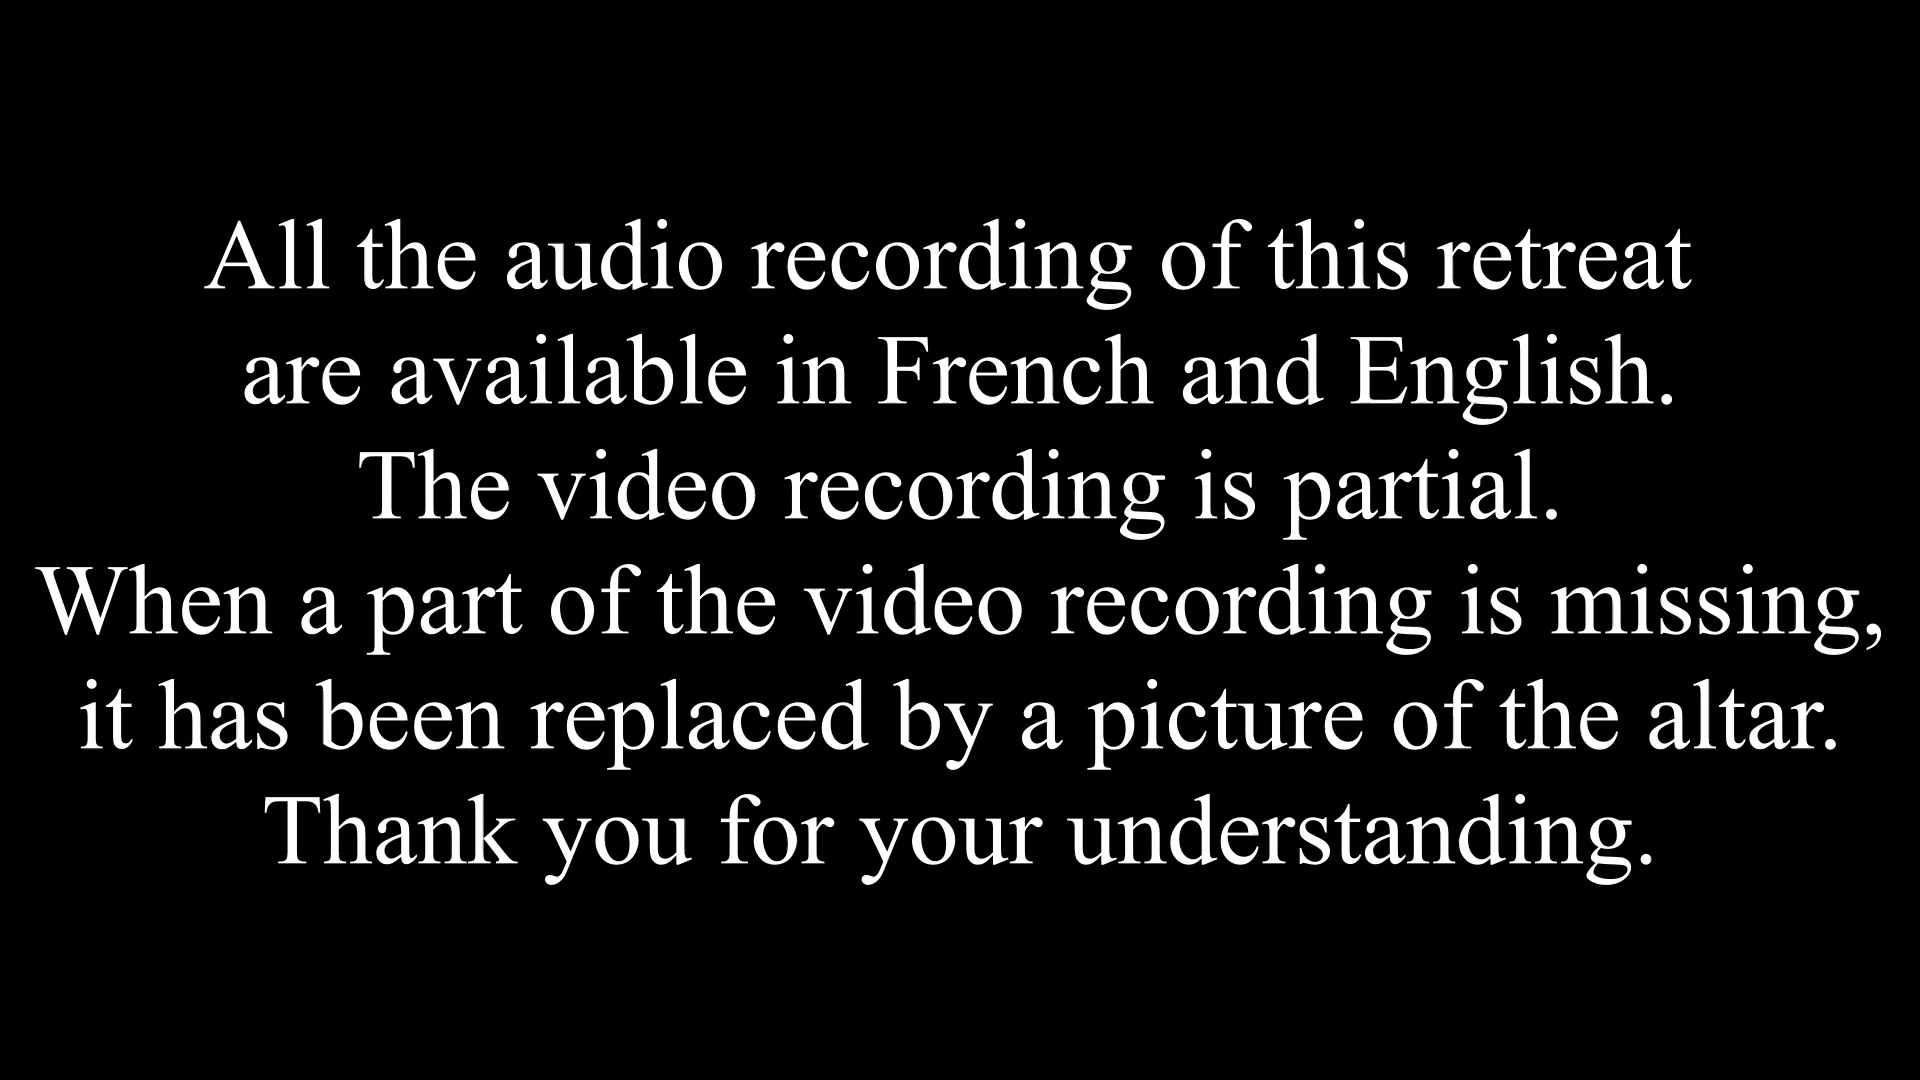 All the audio recording of this retreat
are available in French and English.
The video recording is partial.
When a part of the video recording is missing,
it has been replaced by a picture of the altar.
Thank you for your understanding.